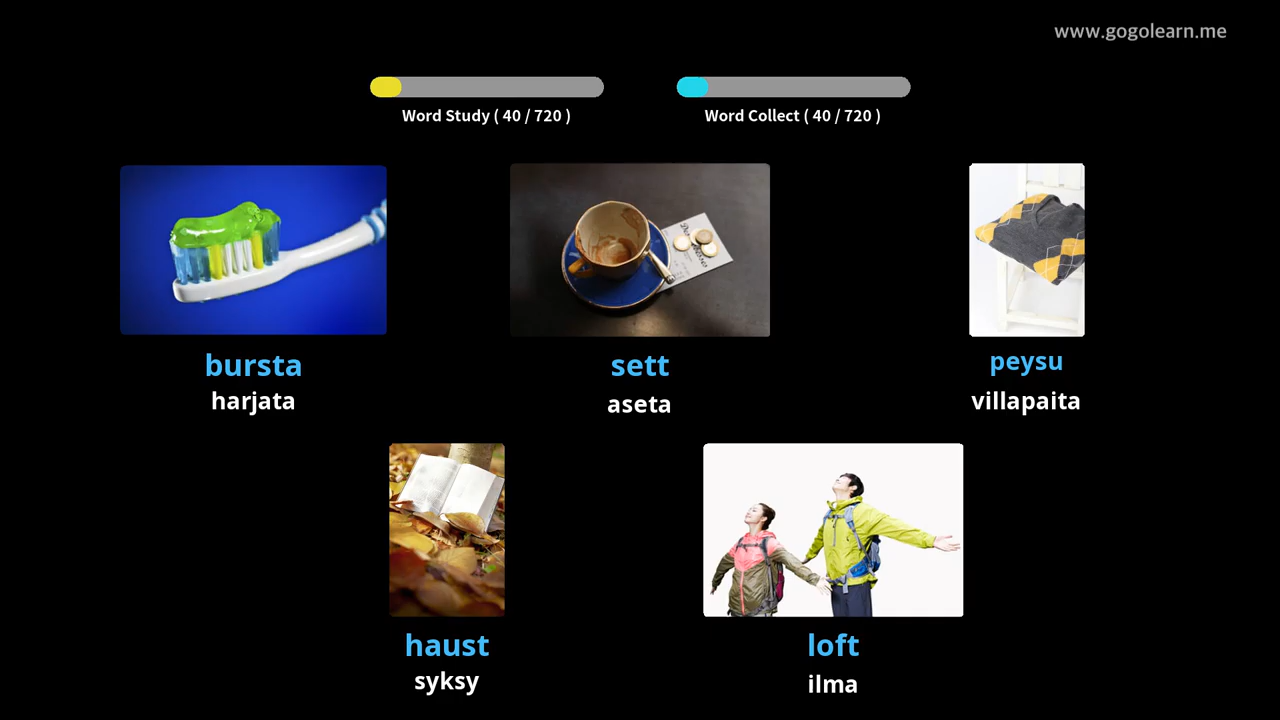 www.gogolearn.me
Word Study ( 40 / 720 )
Word Collect ( 40 / 720 )
bursta
harjata
sett
aseta
peysu
villapaita
haust
syksy
loft
ilma